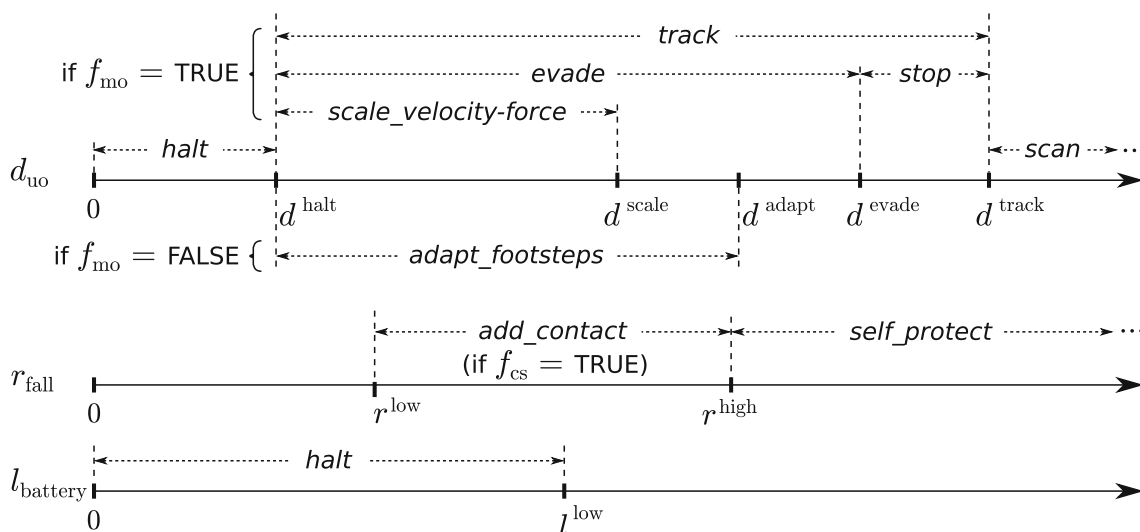 track
if f_mo = TRUE
evade
stop
scale_velocity-force
halt
scan
...
d_uo
0
d^halt
d^scale
d^adapt
d^evade
d^track
if f_mo = FALSE
adapt_footsteps
add_contact
self_protect
...
(if f_cs = TRUE)
r_fall
0
r^low
r^high
halt
l_battery
0
l^low